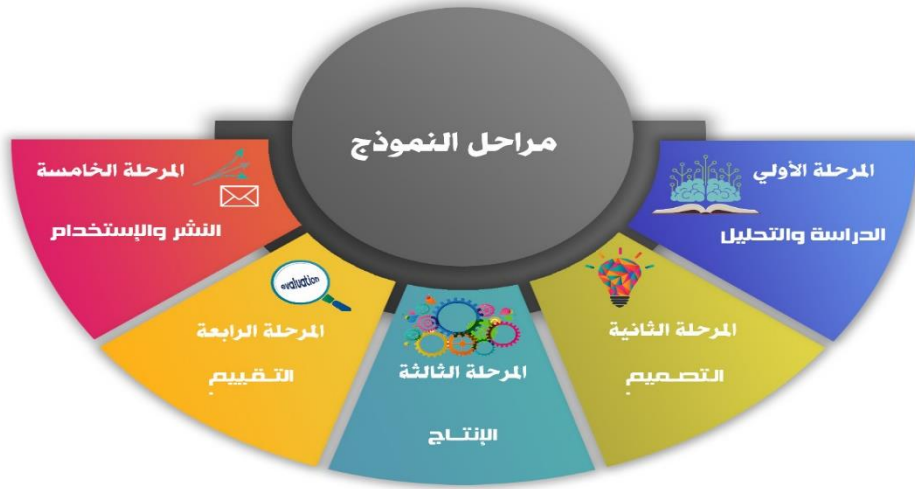 مراحل النموذج
المرحلة الأولي
الدراسة والتحليل
المرحلة الثانية
التصميم
المرحلة الثالثة
الإنتاج
المرحلة الرابعة
التقييم
evaluation
المرحلة الخامسة
النشر والإستخدام